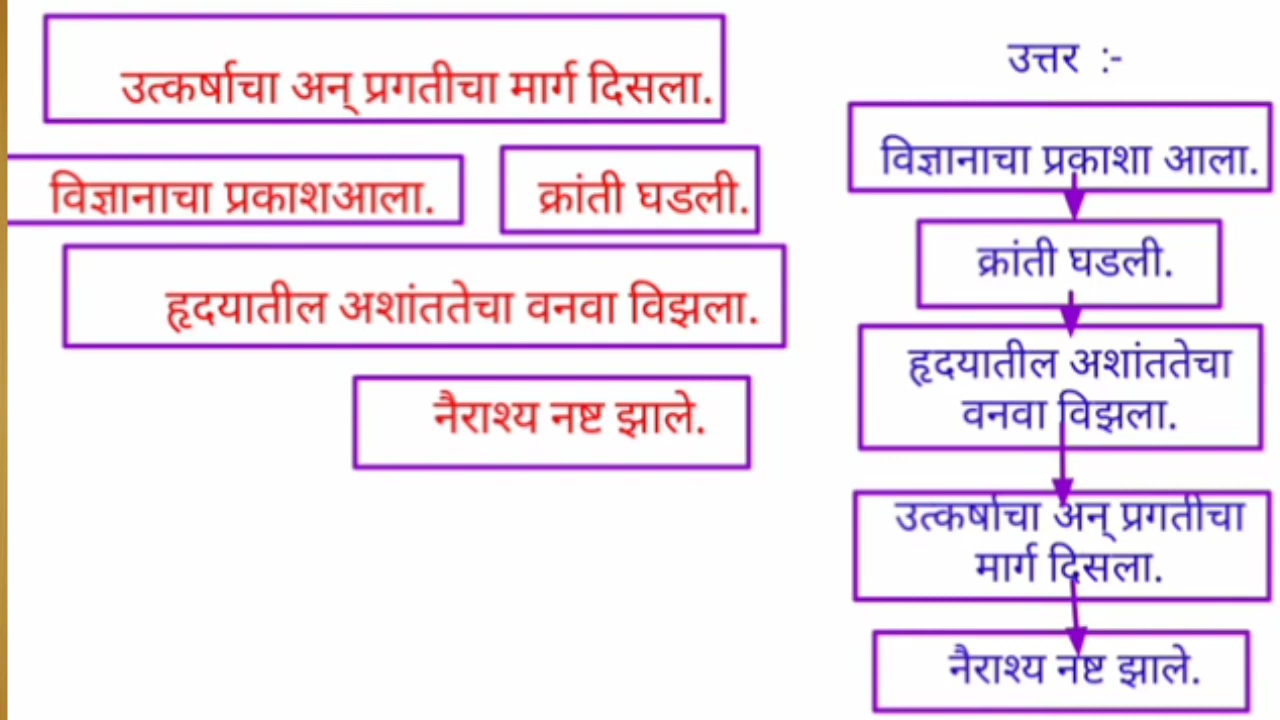 उत्कर्षाचा अन् प्रगतीचा मार्ग दिसला.
विज्ञानाचा प्रकाशआला.
क्रांती घडली.
हृदयातील अशांततेचा वनवा विझला.
नैराश्य नष्ट झाले.
उत्तर :-
विज्ञानाचा प्रकाशा आला.
क्रांती घडली.
हृदयातील अशांततेचा
वनवा विझला.
उत्कर्षाचा अन् प्रगतीचा
मार्ग दिसला.
नैराश्य नष्ट झाले.